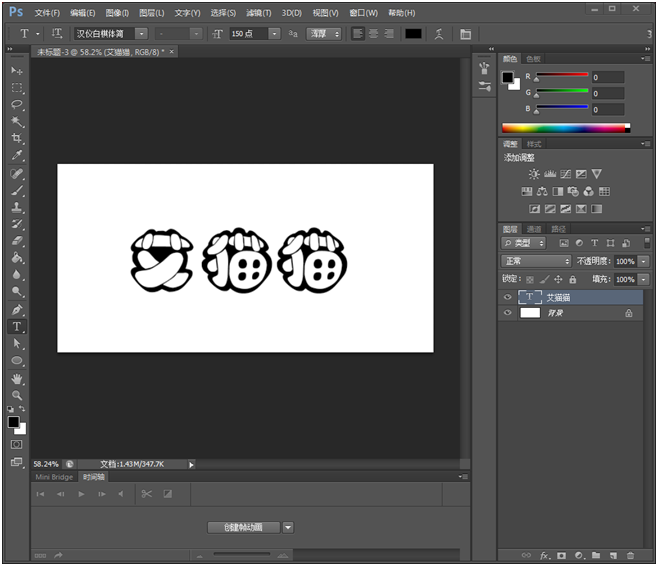 Ps 文件(F) 编辑(E) 图像(I) 图层(L) 文字(Y) 选择(S) 滤镜(T) 3D(D) 视图(V) 窗口(W) 帮助(H)
T 汉仪白棋体简 - 150 点 aa 浑厚 3
未标题-3 @ 58.2% (艾猫猫, RGB/8) * ×
艾猫猫
58.24% 文档:1.43M/347.7K
Mini Bridge 时间轴
创建帧动画
颜色 色板
R 0
G 0
B 0
调整 样式
添加调整
图层 通道 路径
类型
正常 不透明度: 100%
锁定: 填充: 100%
T 艾猫猫
背景
fx